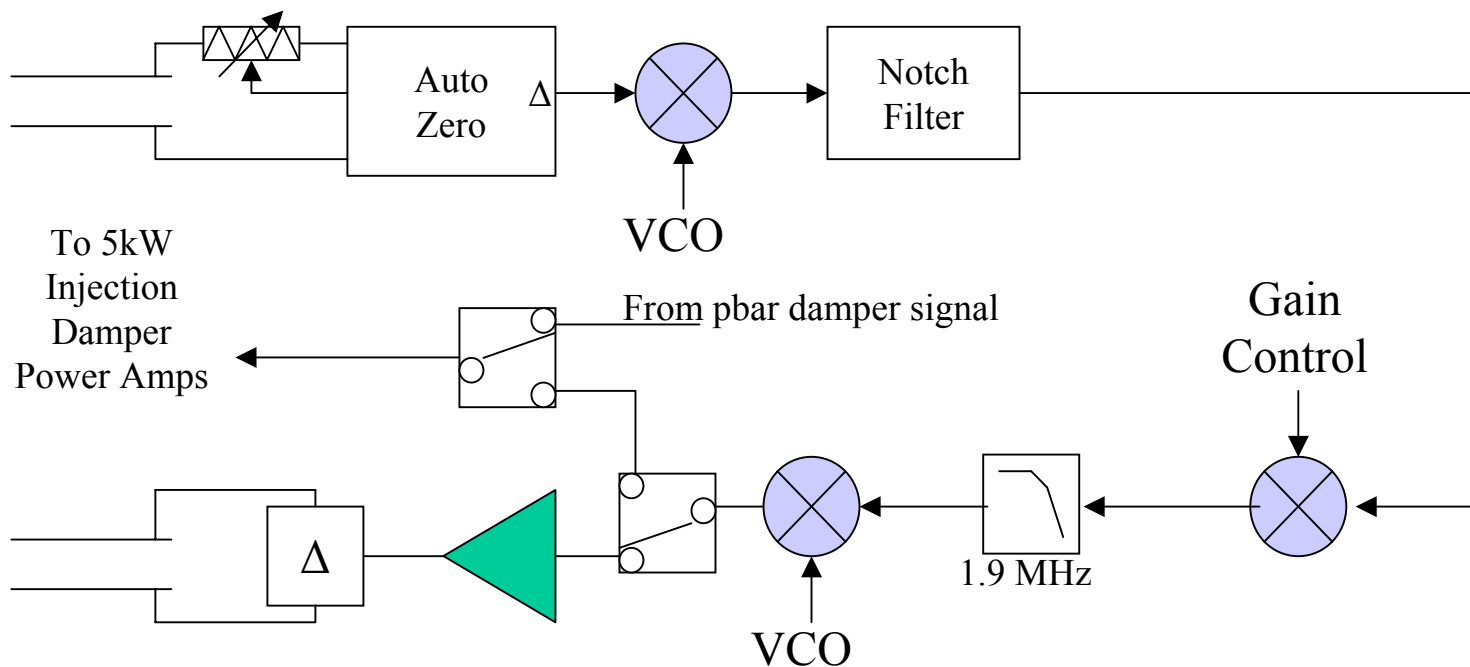 Auto
Zero
Δ
Notch
Filter
VCO
To 5kW
Injection
Damper
Power Amps
From pbar damper signal
Gain
Control
1.9 MHz
Δ
VCO